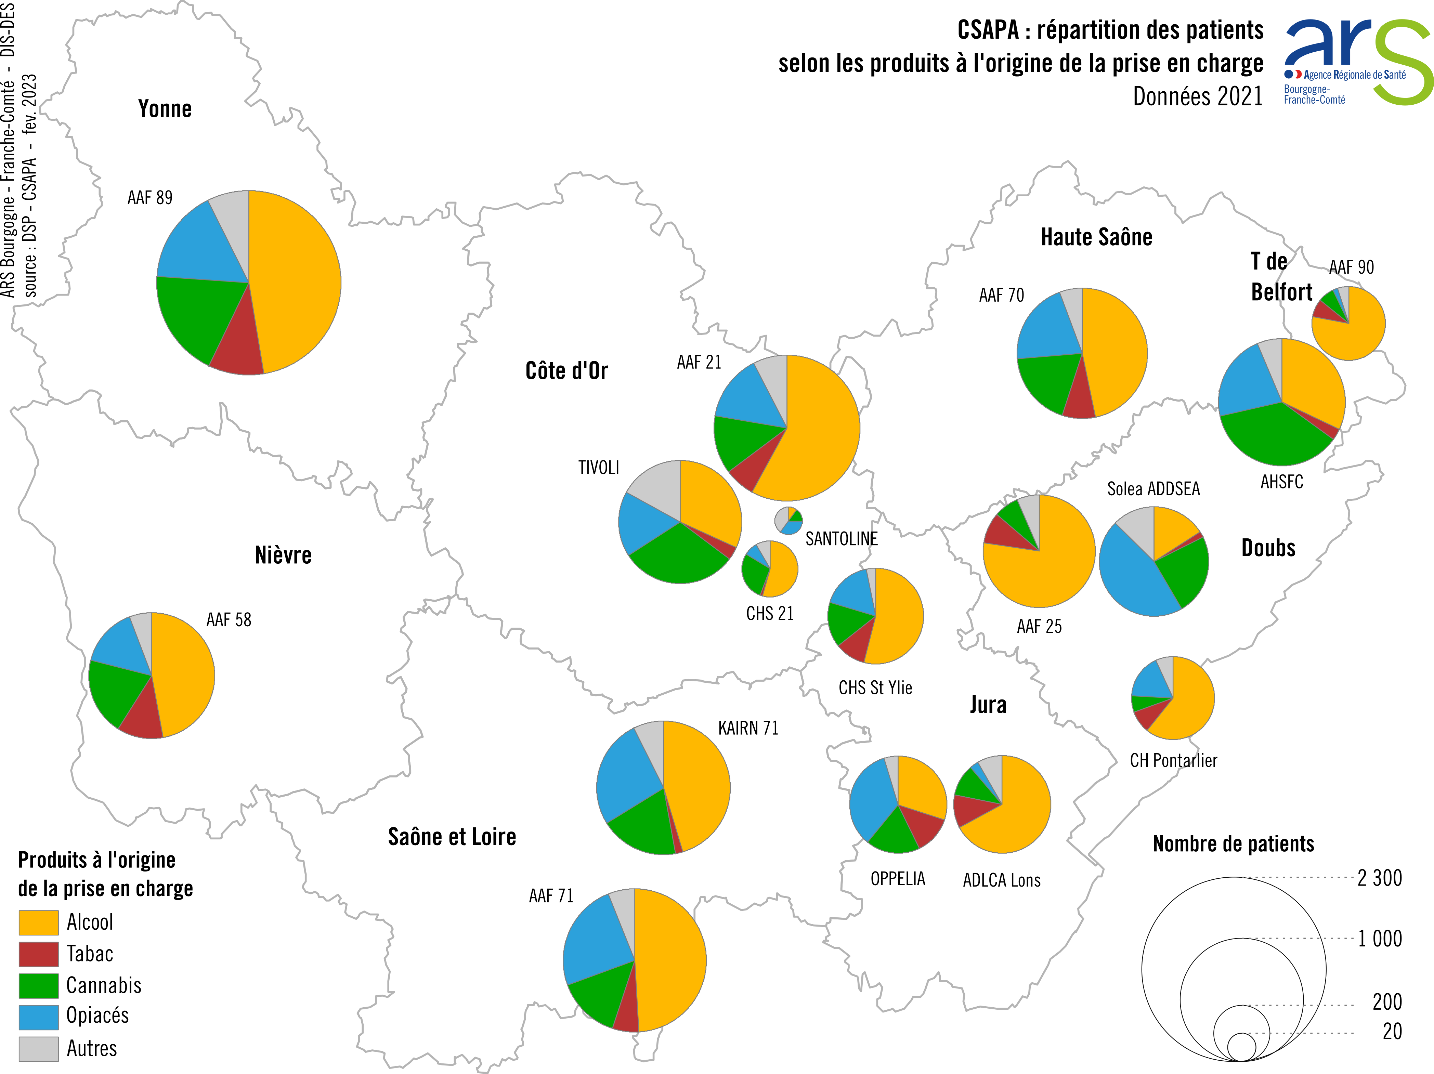 ARS Bourgogne - Franche-Comté - DIS-DES
source : DSP - CSAPA - fev. 2023
CSAPA : répartition des patients
selon les produits à l'origine de la prise en charge
Données 2021
ars
Agence Régionale de Santé
Bourgogne-
Franche-Comté
Yonne
AAF 89
Haute Saône
AAF 70
T de
Belfort
AAF 90
AHSFC
Côte d'Or
AAF 21
TIVOLI
SANTOLINE
CHS 21
Solea ADDSEA
AAF 25
Doubs
CH Pontarlier
Nièvre
AAF 58
CHS St Ylie
Jura
OPPELIA
ADLCA Lons
KAIRN 71
Saône et Loire
AAF 71
Produits à l'origine
de la prise en charge
Alcool
Tabac
Cannabis
Opiacés
Autres
Nombre de patients
2 300
1 000
200
20